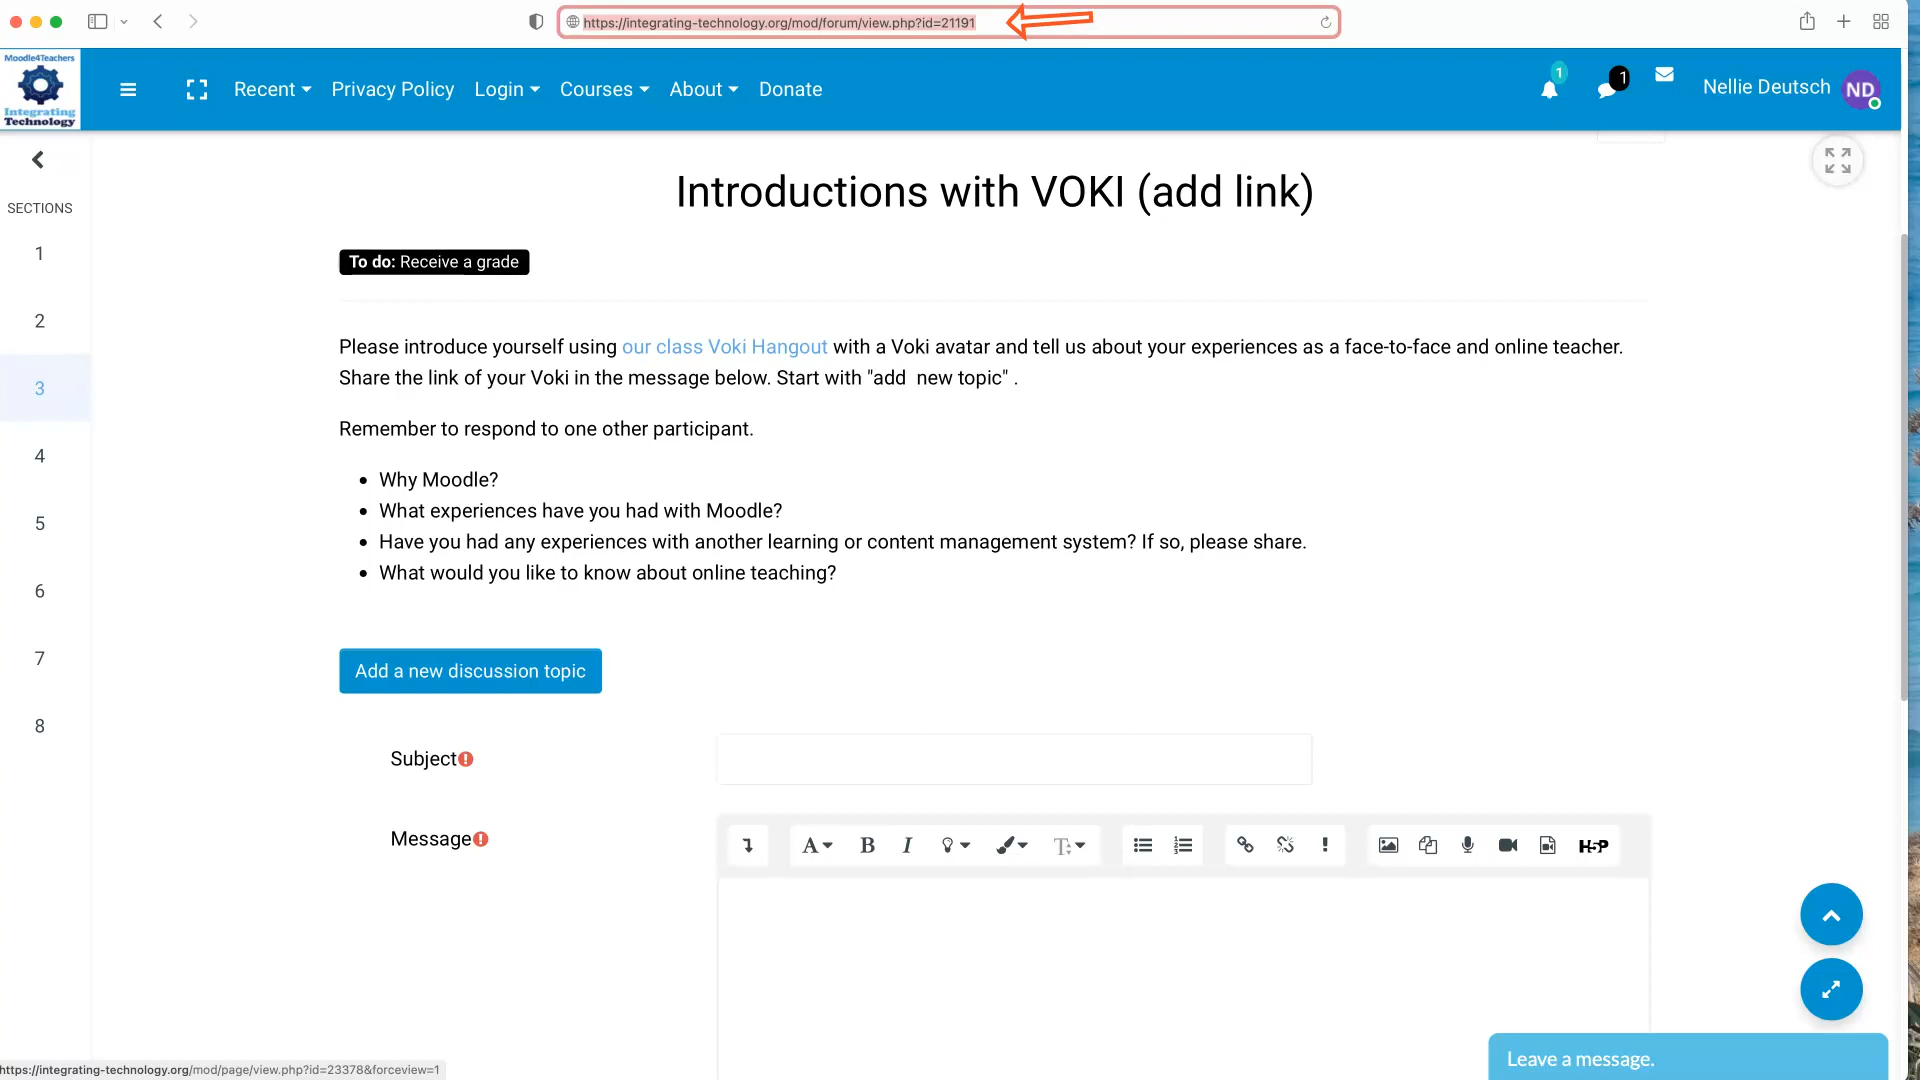 https://integrating-technology.org/mod/forum/view.php?id=21191
Moodle4Teachers
Integrating
Technology
Recent
Privacy Policy
Login
Courses
About
Donate
1
1
Nellie Deutsch
ND
SECTIONS
1
2
3
4
5
6
7
8
Introductions with VOKI (add link)
To do: Receive a grade
Please introduce yourself using our class Voki Hangout with a Voki avatar and tell us about your experiences as a face-to-face and online teacher.
Share the link of your Voki in the message below. Start with "add  new topic" .
Remember to respond to one other participant.
Why Moodle?
What experiences have you had with Moodle?
Have you had any experiences with another learning or content management system? If so, please share.
What would you like to know about online teaching?
Add a new discussion topic
Subject
Message
A B I T H5P
Leave a message.
https://integrating-technology.org/mod/page/view.php?id=23378&forceview=1